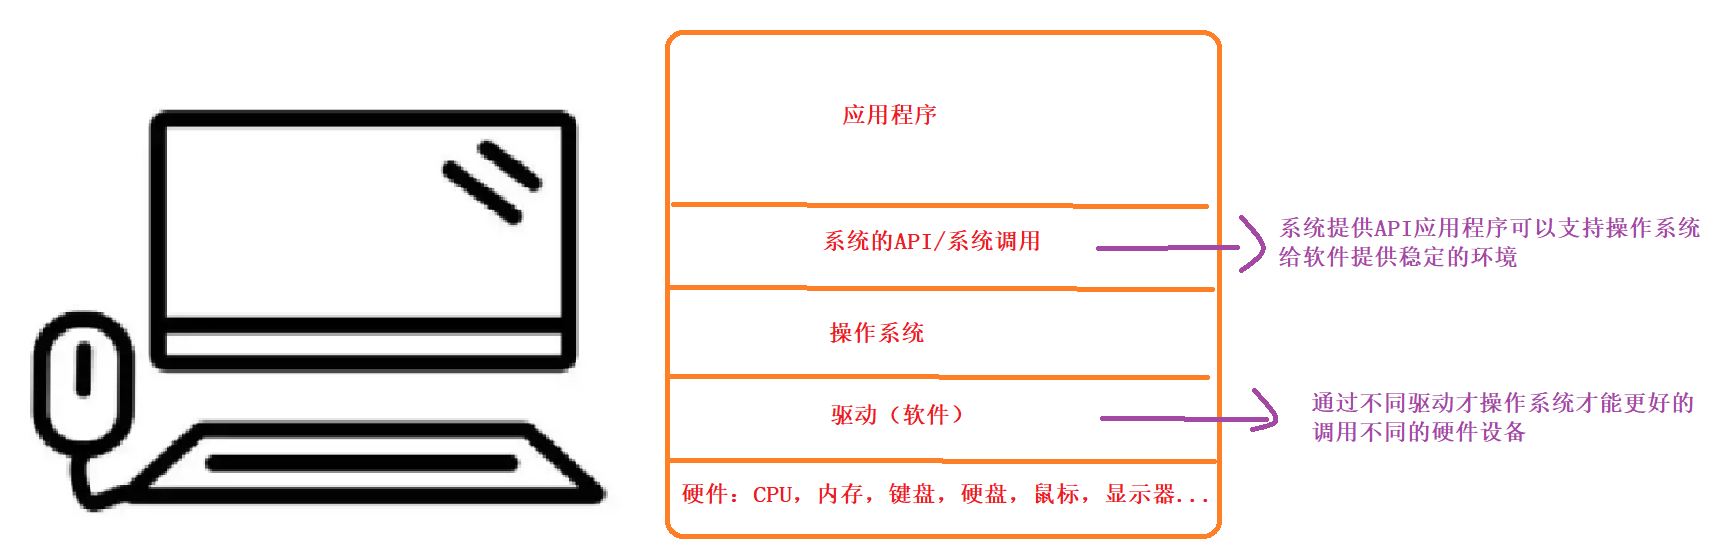 应用程序
系统的API/系统调用
系统提供API应用程序可以支持操作系统
给软件提供稳定的环境
操作系统
驱动（软件）
通过不同驱动才操作系统才能更好的
调用不同的硬件设备
硬件：CPU，内存，键盘，硬盘，鼠标，显示器...